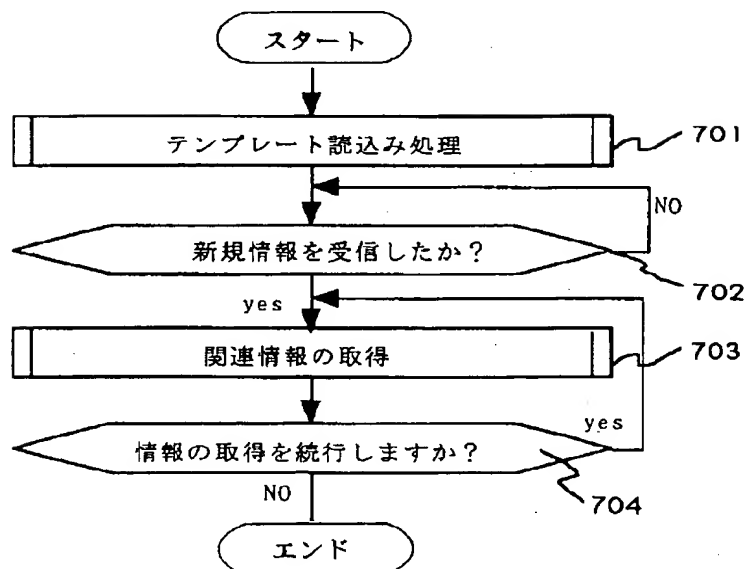 スタート
テンプレート読込み処理
701
NO
新規情報を受信したか?
702
yes
関連情報の取得
703
yes
情報の取得を続行しますか?
704
NO
エンド